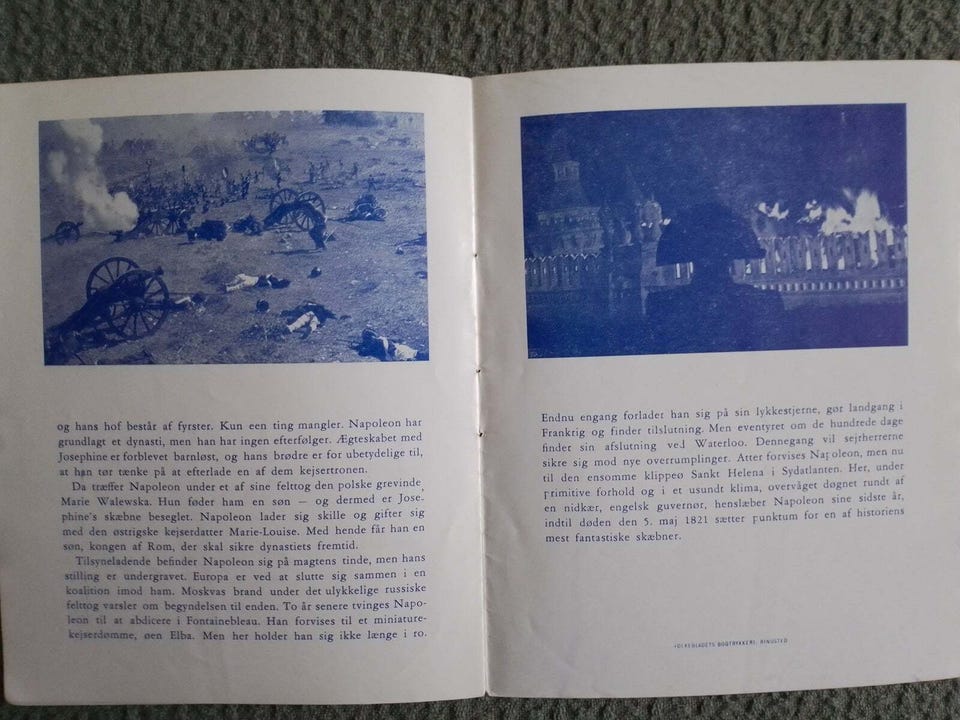 og hans hof består af fyrster. Kun een ting mangler. Napoleon har
grundlagt et dynasti, men han har ingen efterfølger. Ægteskabet med
Josephine er forblevet barnløst, og hans brødre er for ubetydelige til,
at han tør tænke på at efterlade en af dem kejsertronen.
Da træffer Napoleon under et af sine felttog den polske grevinde,
Marie Walewska. Hun føder ham en søn — og dermed er Jose-
phine's skæbne beseglet. Napoleon lader sig skille og gifter sig
med den østrigske kejserdatter Marie-Louise. Med hende får han en
søn, kongen af Rom, der skal sikre dynastiets fremtid.
Tilsyneladende befinder Napoleon sig på magtens tinde, men hans
stilling er undergravet. Europa er ved at slutte sig sammen i en
koalition imod ham. Moskvas brand under det ulykkelige russiske
felttog varsler om begyndelsen til enden. To år senere tvinges Napo-
leon til at abdicere i Fontainebleau. Han forvises til et miniature-
kejserdømme, øen Elba. Men her holder han sig ikke længe i ro.
Endnu engang forlader han sig på sin lykkestjerne, gør landgang i
Frankrig og finder tilslutning. Men eventyret om de hundrede dage
finder sin afslutning ved Waterloo. Dennegang vil sejrherrerne
sikre sig mod nye overrumplinger. Atter forvises Napoleon, men nu
til den ensomme klippeø Sankt Helena i Sydatlanten. Her, under
primitive forhold og i et usundt klima, overvåget døgnet rundt af
en nidkær, engelsk guvernør, henslæber Napoleon sine sidste år,
indtil døden den 5. maj 1821 sætter punktum for en af historiens
mest fantastiske skæbner.
FOLKEBLADETS BOGTRYKKERI, RINGSTED